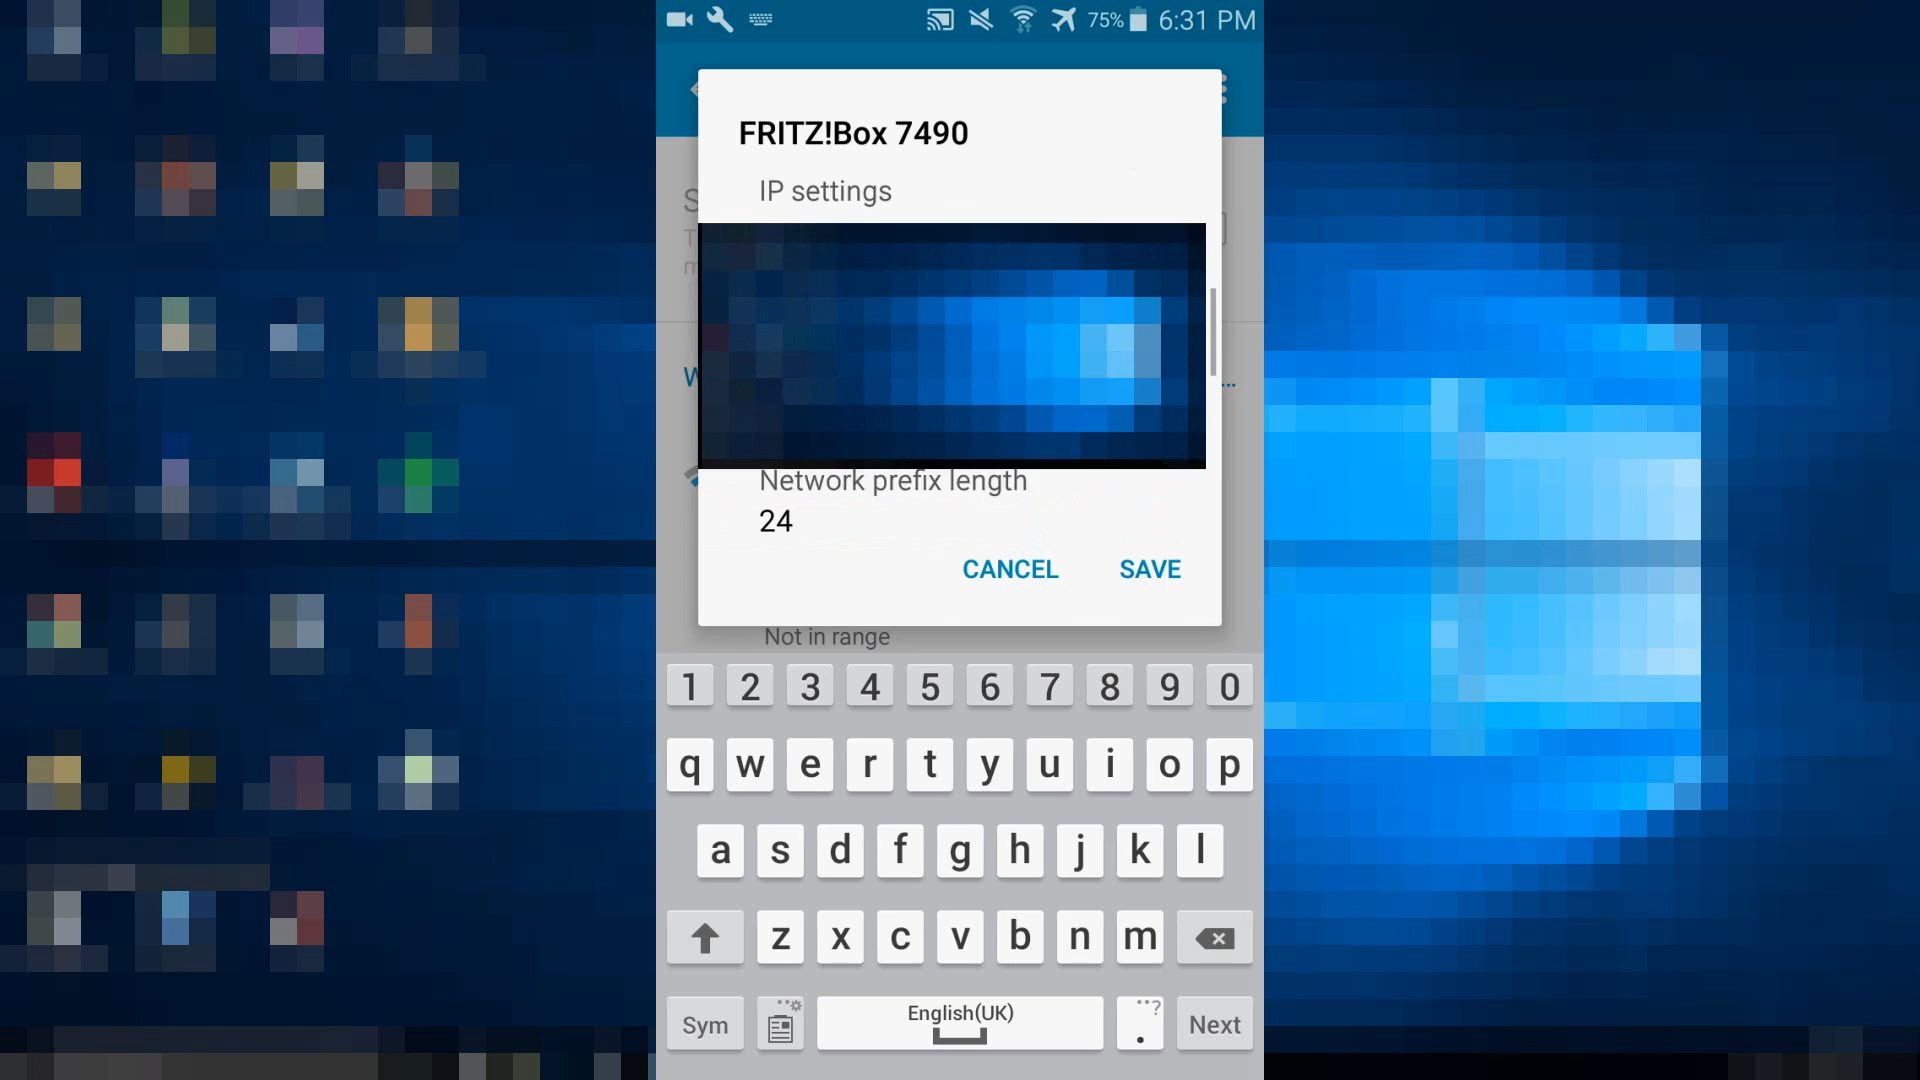 75% 6:31 PM
FRITZ!Box 7490
IP settings
S
T
m
W
...
Network prefix length
24
CANCEL SAVE
Not in range
1 2 3 4 5 6 7 8 9 0
q w e r t y u i o p
a s d f g h j k l
z x c v b n m
Sym English(UK) . ? Next